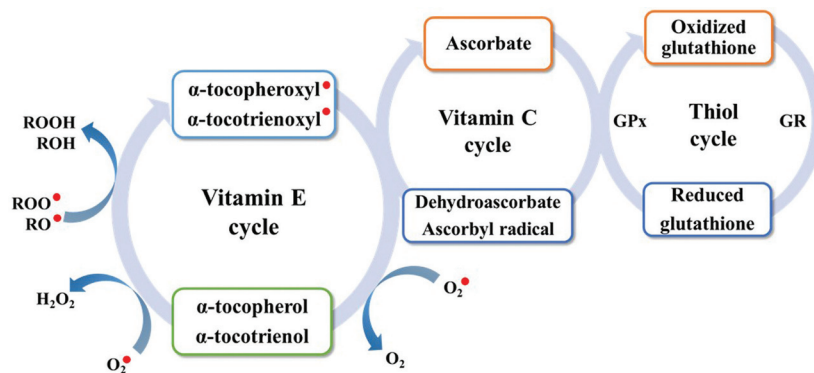 α-tocopheroxyl•
α-tocotrienoxyl•
ROOH
ROH
ROO•
RO•
Vitamin E
cycle
H₂O₂
O₂•
α-tocopherol
α-tocotrienol
O₂•
O₂
Ascorbate
Vitamin C
cycle
Dehydroascorbate
Ascorbyl radical
Oxidized
glutathione
GPx
Thiol
cycle
GR
Reduced
glutathione